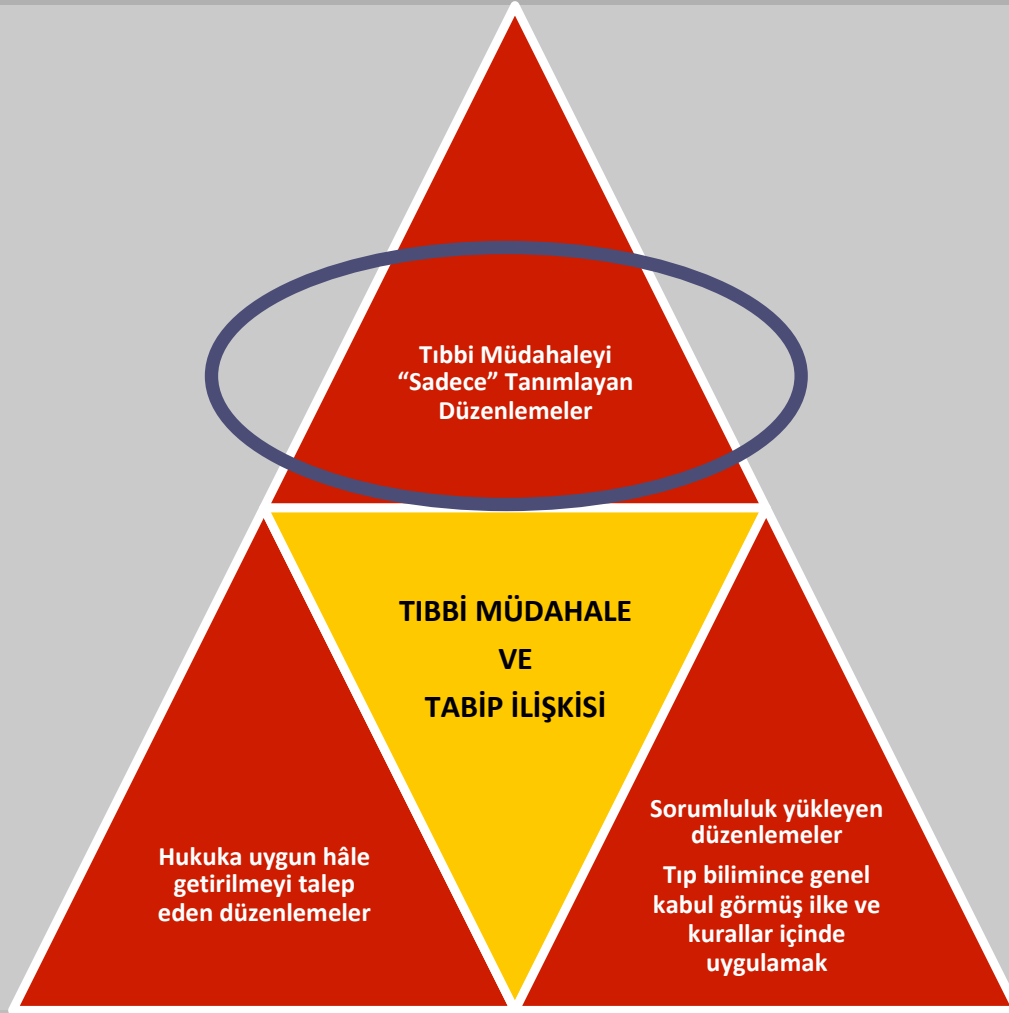 Tıbbi Müdahaleyi
“Sadece” Tanımlayan
Düzenlemeler
TIBBİ MÜDAHALE
VE
TABİP İLİŞKİSİ
Hukuka uygun hâle
getirilmeyi talep
eden düzenlemeler
Sorumluluk yükleyen
düzenlemeler
Tıp bilimince genel
kabul görmüş ilke ve
kurallar içinde
uygulamak